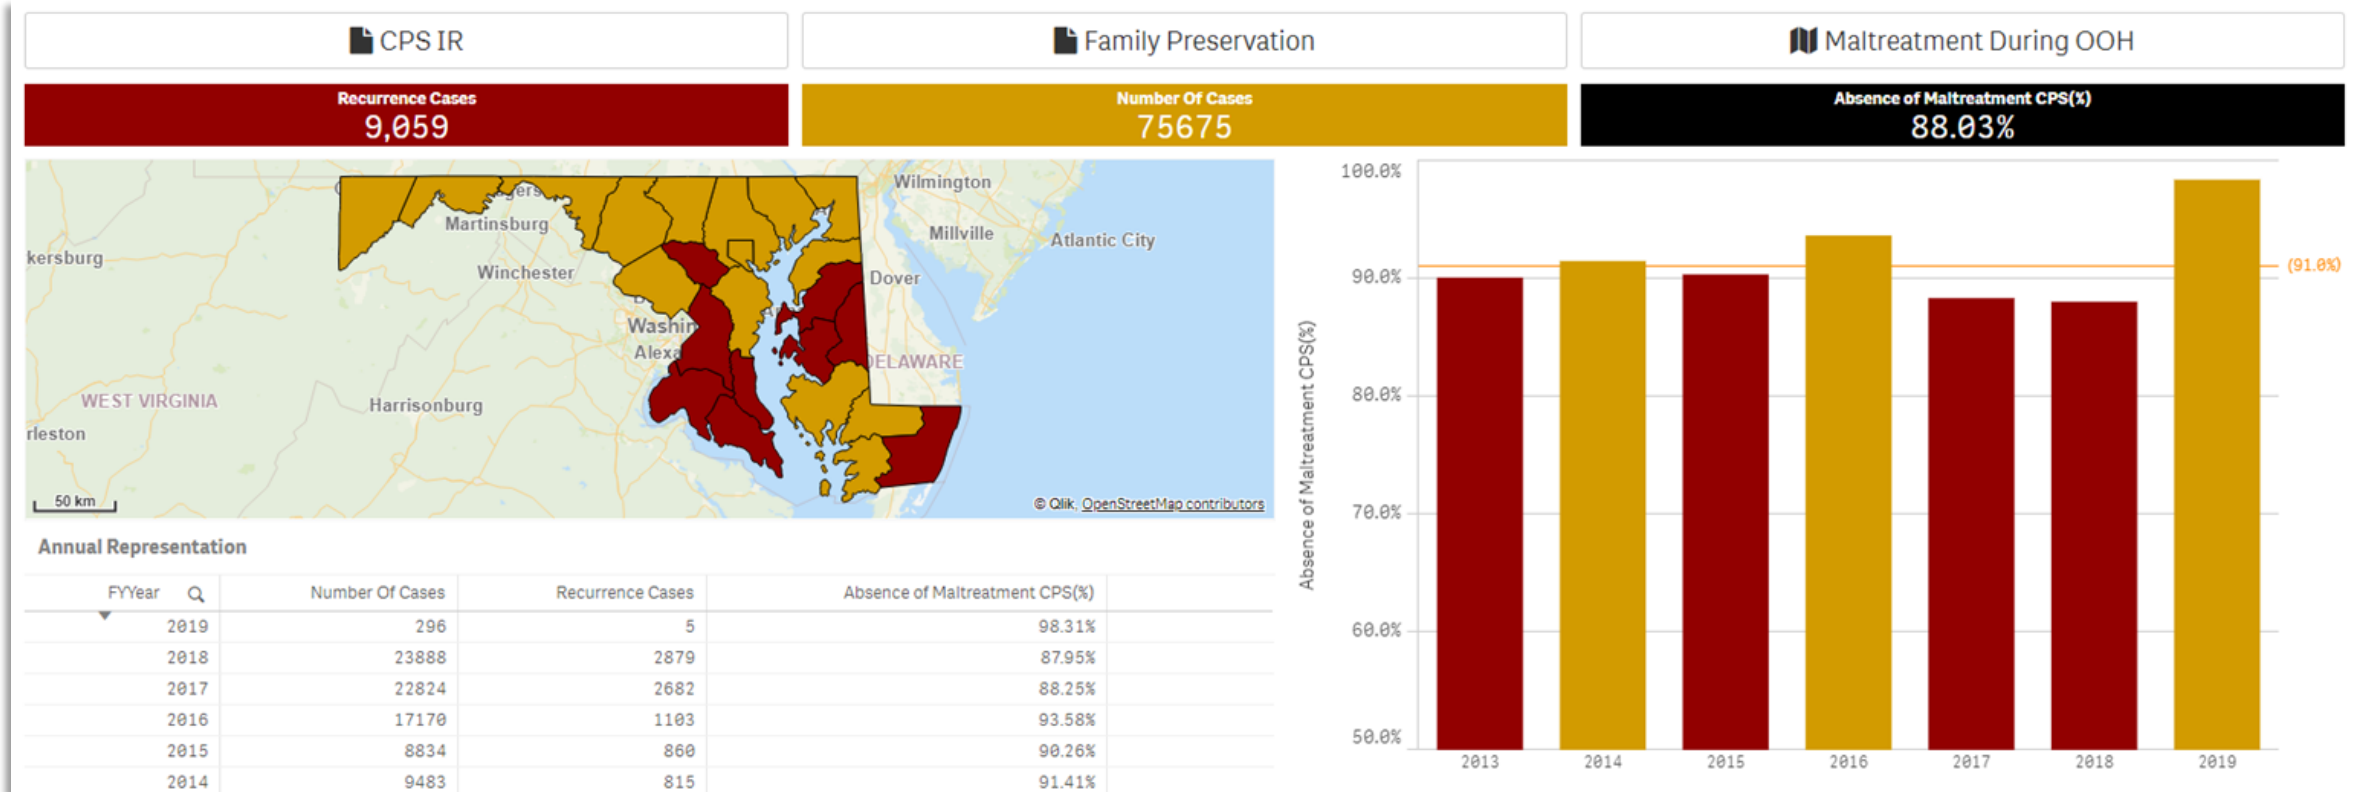 CPS IR
Family Preservation
Maltreatment During OOH
Recurrence Cases
9,059
Number Of Cases
75675
Absence of Maltreatment CPS(%)
88.03%
Wilmington
Martinsburg
Millville
Atlantic City
kersburg
Winchester
Dover
Washin
Alexa
DELAWARE
WEST VIRGINIA
Harrisonburg
rleston
50 km
© Qlik, OpenStreetMap contributors
Annual Representation
FYYear Number Of Cases Recurrence Cases Absence of Maltreatment CPS(%)
2019 296 5 98.31%
2018 23888 2879 87.95%
2017 22824 2682 88.25%
2016 17170 1103 93.58%
2015 8834 860 90.26%
2014 9483 815 91.41%
Absence of Maltreatment CPS(%)
100.0%
90.0%
80.0%
70.0%
60.0%
50.0%
(91.0%)
2013 2014 2015 2016 2017 2018 2019